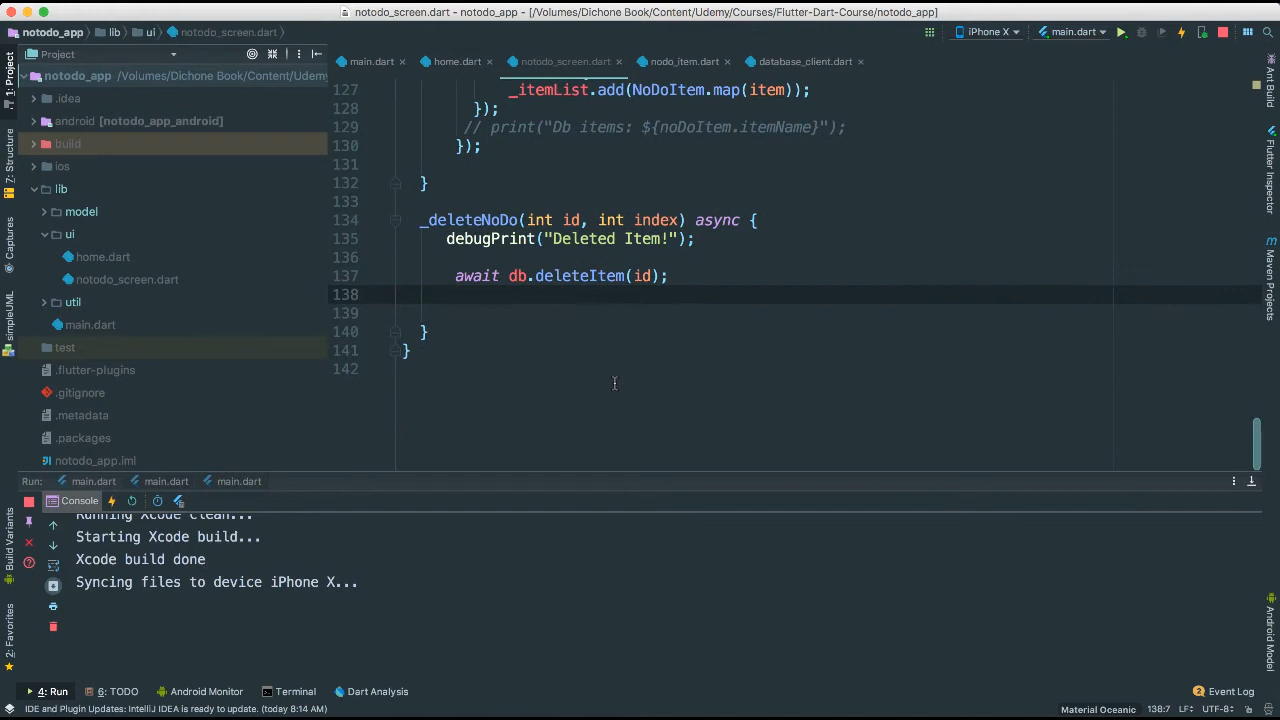 notodo_screen.dart - notodo_app - [/Volumes/Dichone Book/Content/Udemy/Courses/Flutter-Dart-Course/notodo_app]
notodo_app lib ui notodo_screen.dart iPhone X main.dart
Project main.dart home.dart notodo_screen.dart nodo_item.dart database_client.dart
notodo_app /Volumes/Dichone Book/Content/Udemy
.idea
android [notodo_app_android]
build
ios
lib
model
ui
home.dart
notodo_screen.dart
util
main.dart
test
.flutter-plugins
.gitignore
.metadata
.packages
notodo_app.iml
1: Project
7: Structure
Captures
simpleUML
Build Variants
2: Favorites
127 _itemList.add(NoDoItem.map(item));
128 });
129 // print("Db items: ${noDoItem.itemName}");
130 });
131
132 }
133
134 _deleteNoDo(int id, int index) async {
135 debugPrint("Deleted Item!");
136
137 await db.deleteItem(id);
138
139
140 }
141 }
142
Ant Build
Flutter Inspector
Maven Projects
Android Model
Run: main.dart main.dart main.dart
Console
Running Xcode clean...
Starting Xcode build...
Xcode build done
Syncing files to device iPhone X...
4: Run 6: TODO Android Monitor Terminal Dart Analysis 2 Event Log
IDE and Plugin Updates: IntelliJ IDEA is ready to update. (today 8:14 AM) Material Oceanic 138:7 LF UTF-8